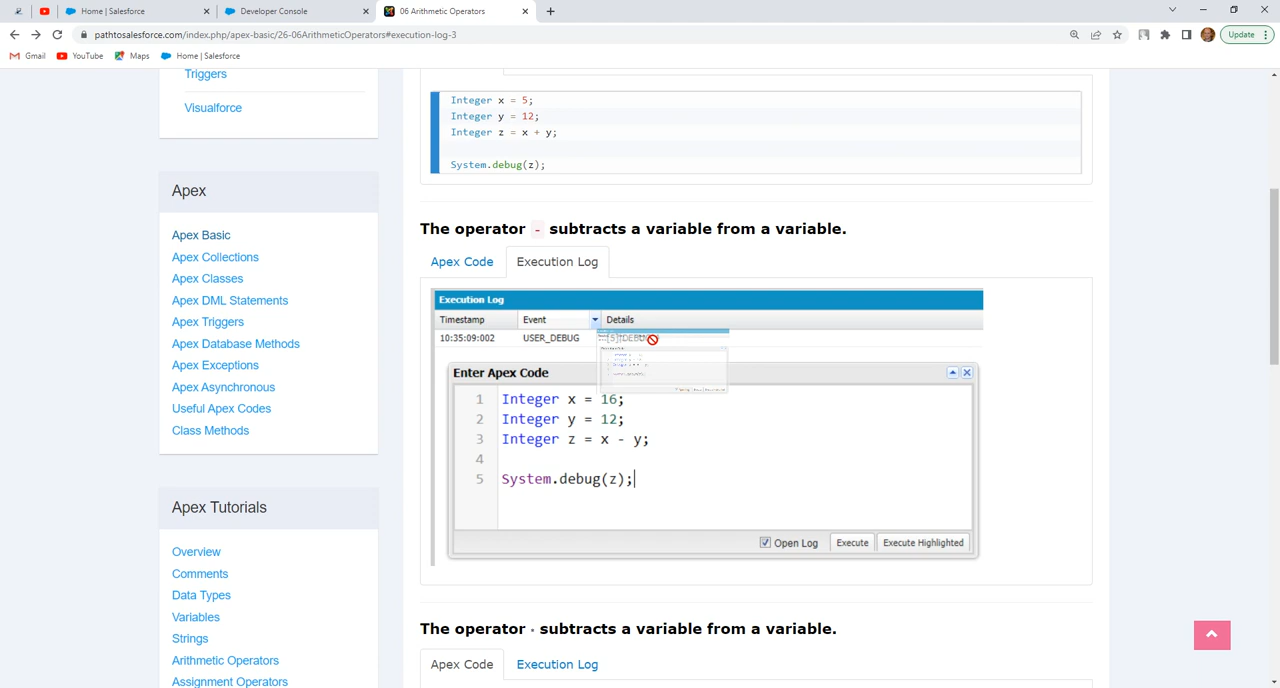 Home | Salesforce
Developer Console
06 Arithmetic Operators
pathtosalesforce.com/index.php/apex-basic/26-06ArithmeticOperators#execution-log-3
Update
Gmail
YouTube
Maps
Home | Salesforce
Triggers
Visualforce
Apex
Apex Basic
Apex Collections
Apex Classes
Apex DML Statements
Apex Triggers
Apex Database Methods
Apex Exceptions
Apex Asynchronous
Useful Apex Codes
Class Methods
Apex Tutorials
Overview
Comments
Data Types
Variables
Strings
Arithmetic Operators
Assignment Operators
Integer x = 5;
Integer y = 12;
Integer z = x + y;
System.debug(z);
The operator - subtracts a variable from a variable.
Apex Code
Execution Log
Execution Log
Timestamp
Event
Details
10:35:09:002
USER_DEBUG
Enter Apex Code
1 Integer x = 16;
2 Integer y = 12;
3 Integer z = x - y;
4
5 System.debug(z);
Open Log
Execute
Execute Highlighted
The operator · subtracts a variable from a variable.
Apex Code
Execution Log